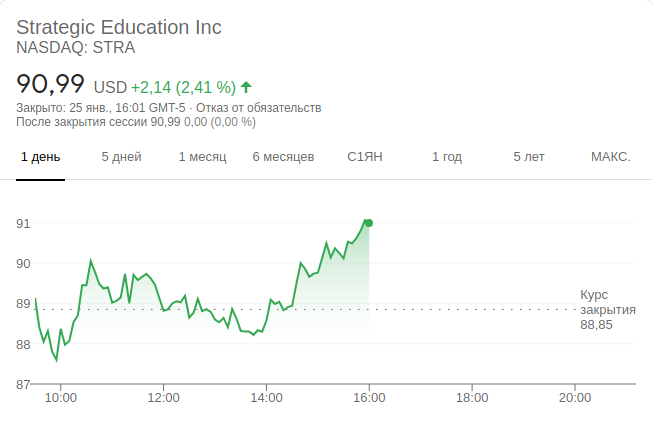 Strategic Education Inc
NASDAQ: STRA
90,99 USD +2,14 (2,41 %)
Закрыто: 25 янв., 16:01 GMT-5 · Отказ от обязательств
После закрытия сессии 90,99 0,00 (0,00 %)
1 день 5 дней 1 месяц 6 месяцев С1ЯН 1 год 5 лет МАКС.
91
90
89
88
87
Курс
закрытия
88,85
10:00 12:00 14:00 16:00 18:00 20:00